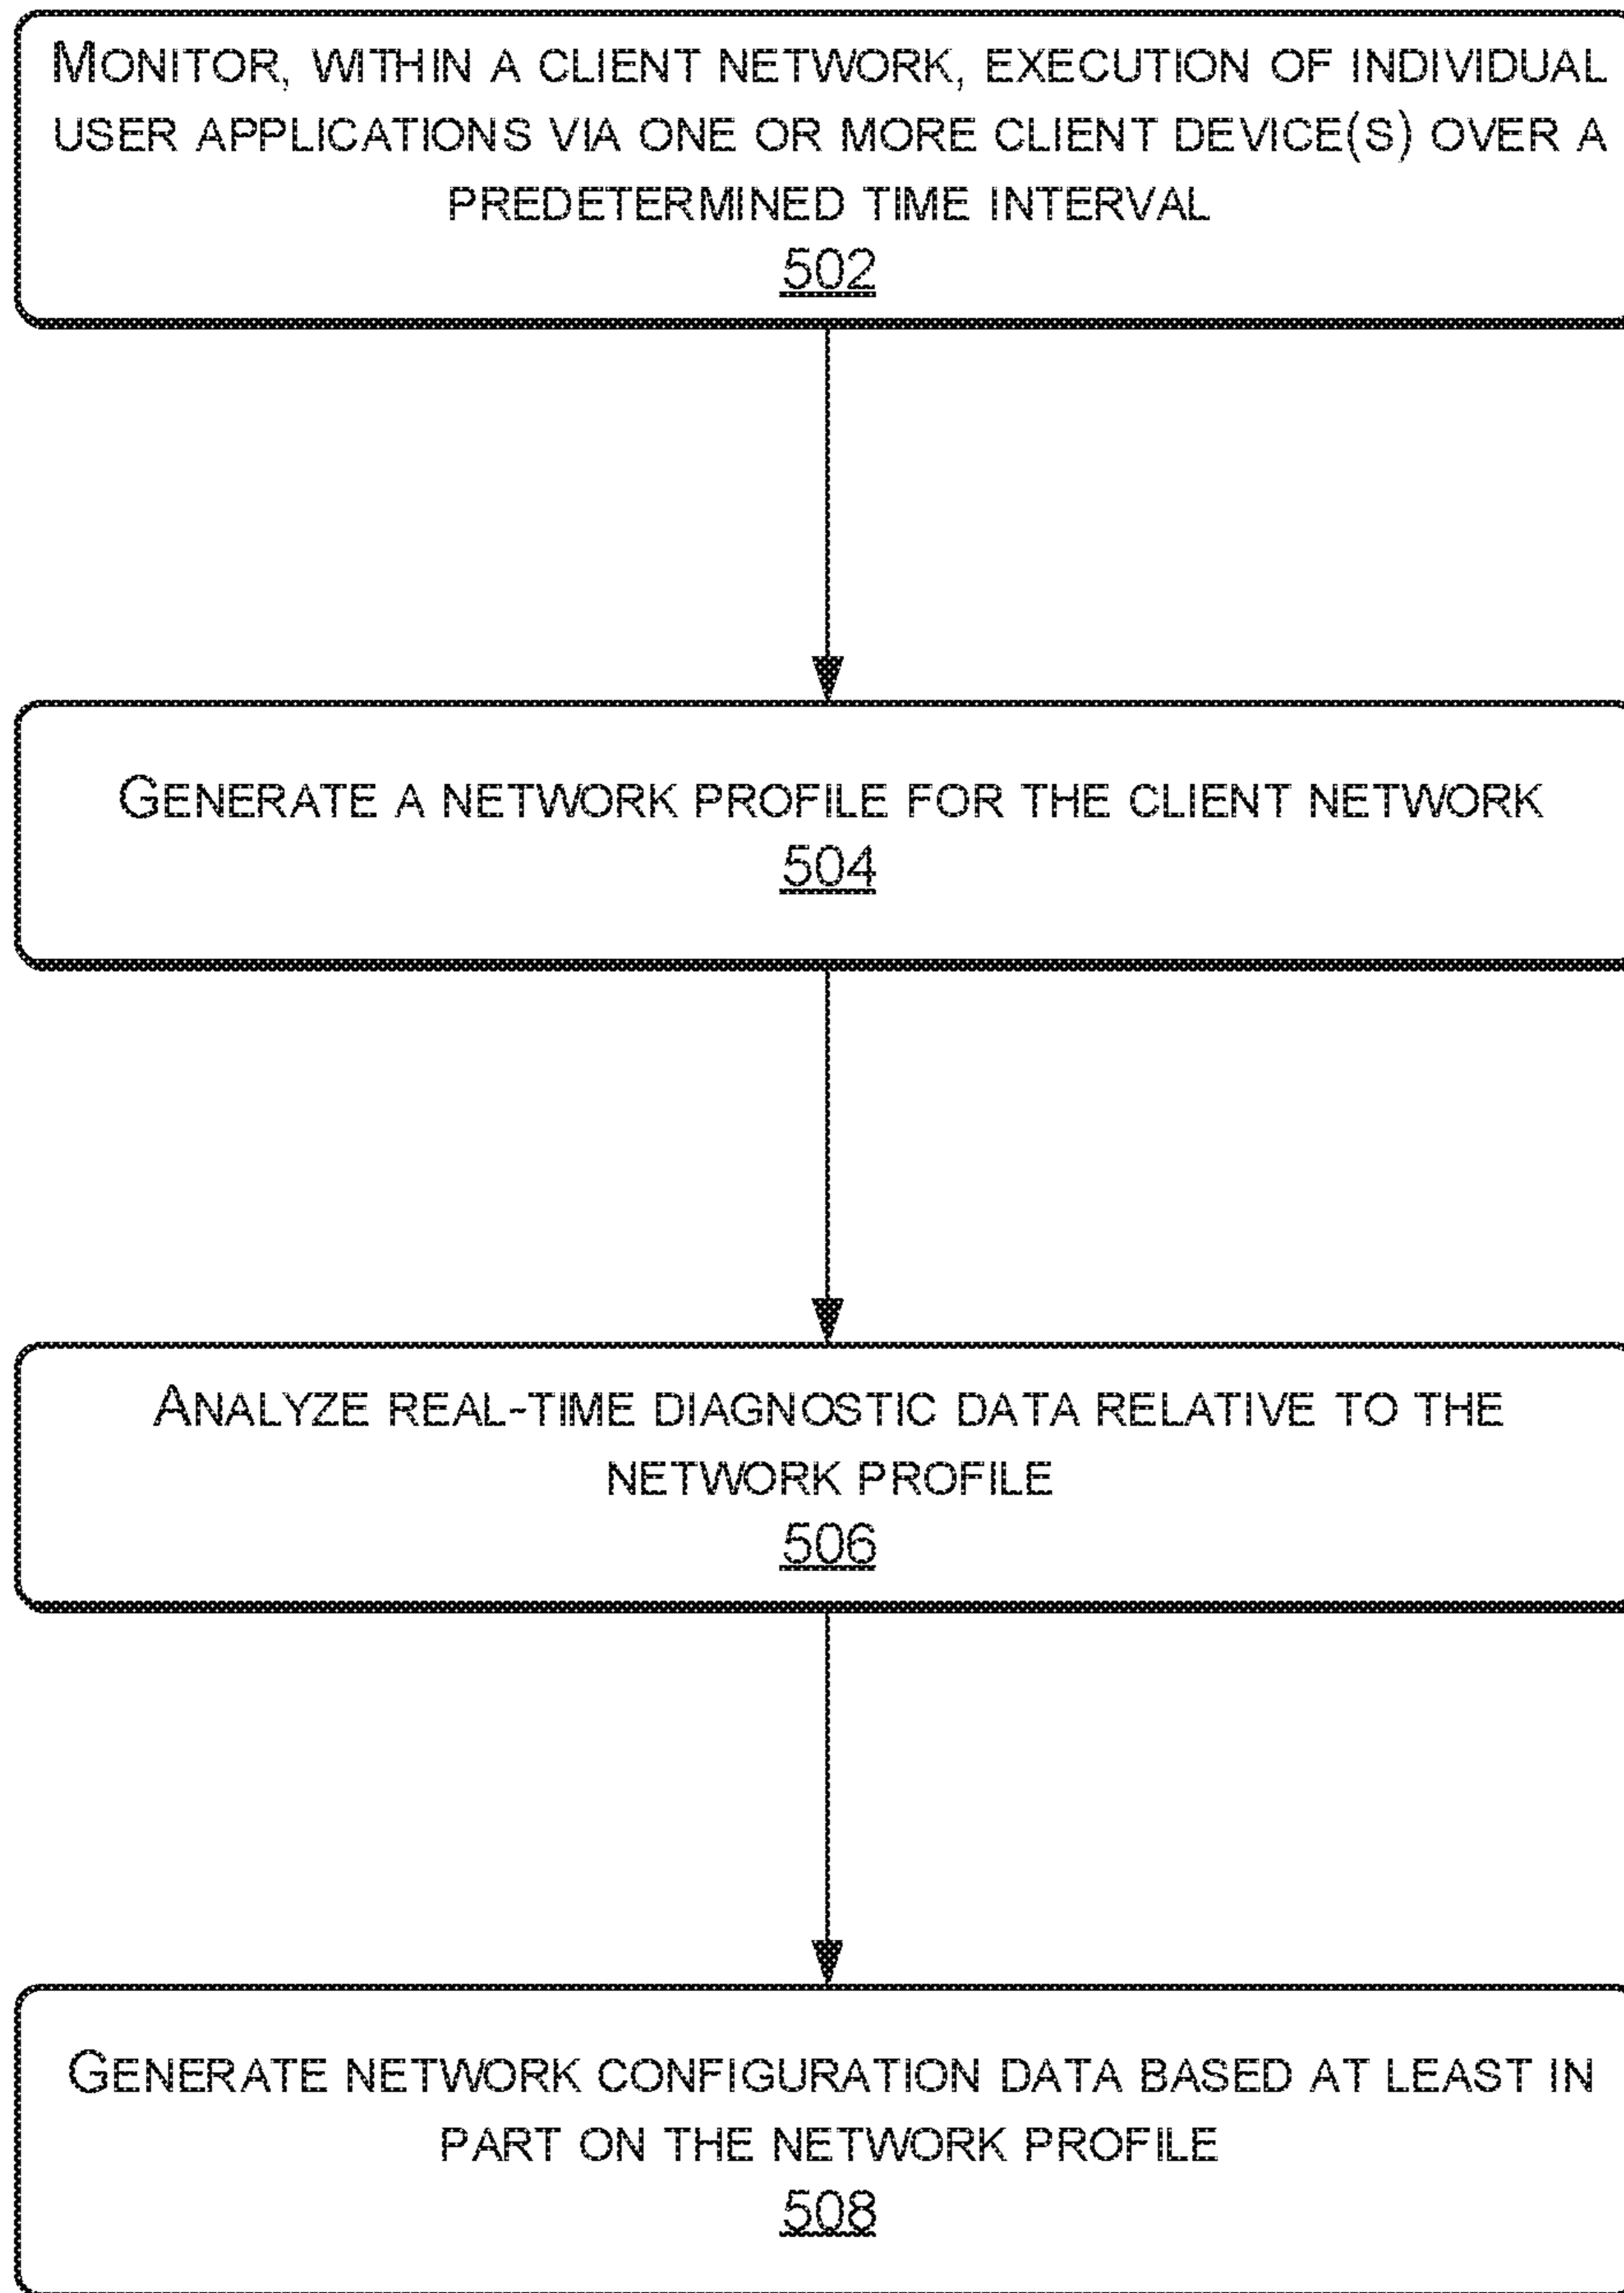 MONITOR, WITHIN A CLIENT NETWORK, EXECUTION OF INDIVIDUAL
USER APPLICATIONS VIA ONE OR MORE CLIENT DEVICE(S) OVER A
PREDETERMINED TIME INTERVAL
502
GENERATE A NETWORK PROFILE FOR THE CLIENT NETWORK
504
ANALYZE REAL-TIME DIAGNOSTIC DATA RELATIVE TO THE
NETWORK PROFILE
506
GENERATE NETWORK CONFIGURATION DATA BASED AT LEAST IN
PART ON THE NETWORK PROFILE
508